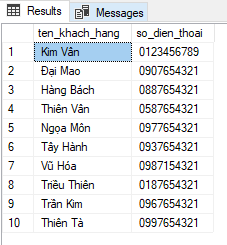 Results Messages
ten_khach_hang so_dien_thoai
1 Kim Vân 0123456789
2 Đại Mao 0907654321
3 Hàng Bách 0887654321
4 Thiên Vân 0587654321
5 Ngọa Môn 0977654321
6 Tây Hành 0937654321
7 Vũ Hóa 0987154321
8 Triều Thiên 0187654321
9 Trần Kim 0967654321
10 Thiên Tà 0997654321